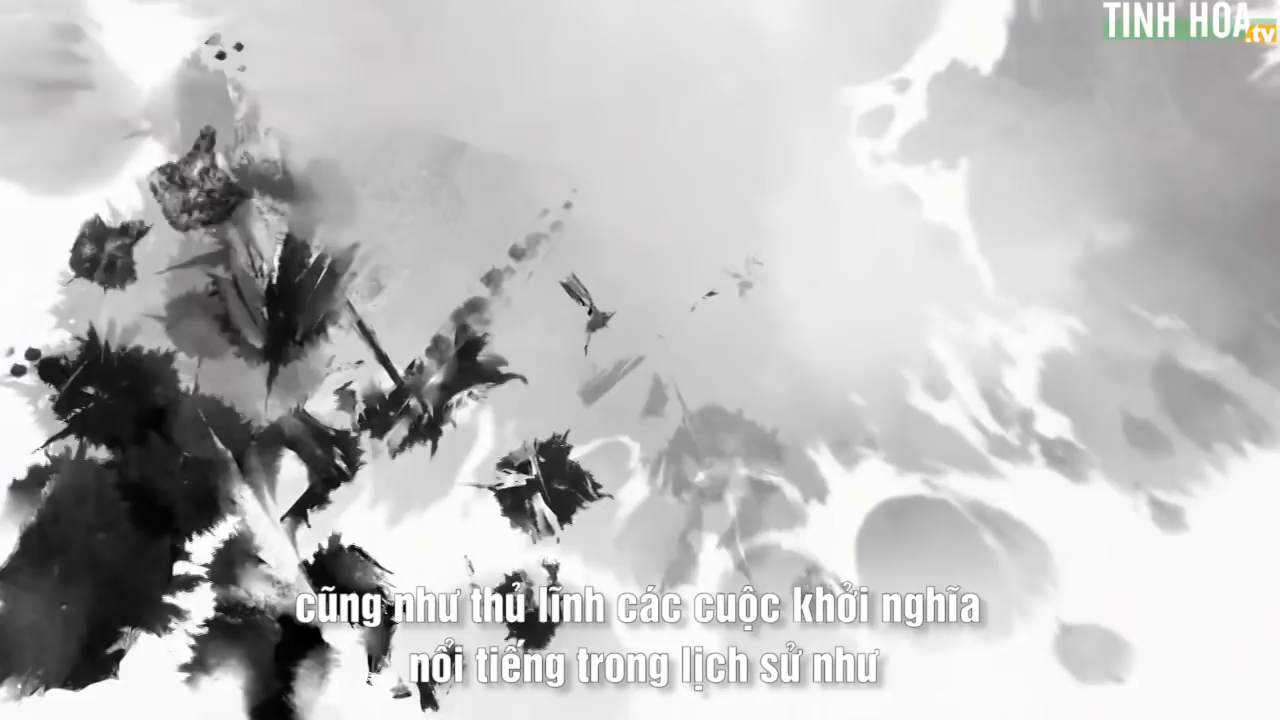 TINH HOA
.tv
cũng như thủ lĩnh các cuộc khởi nghĩa
nổi tiếng trong lịch sử như